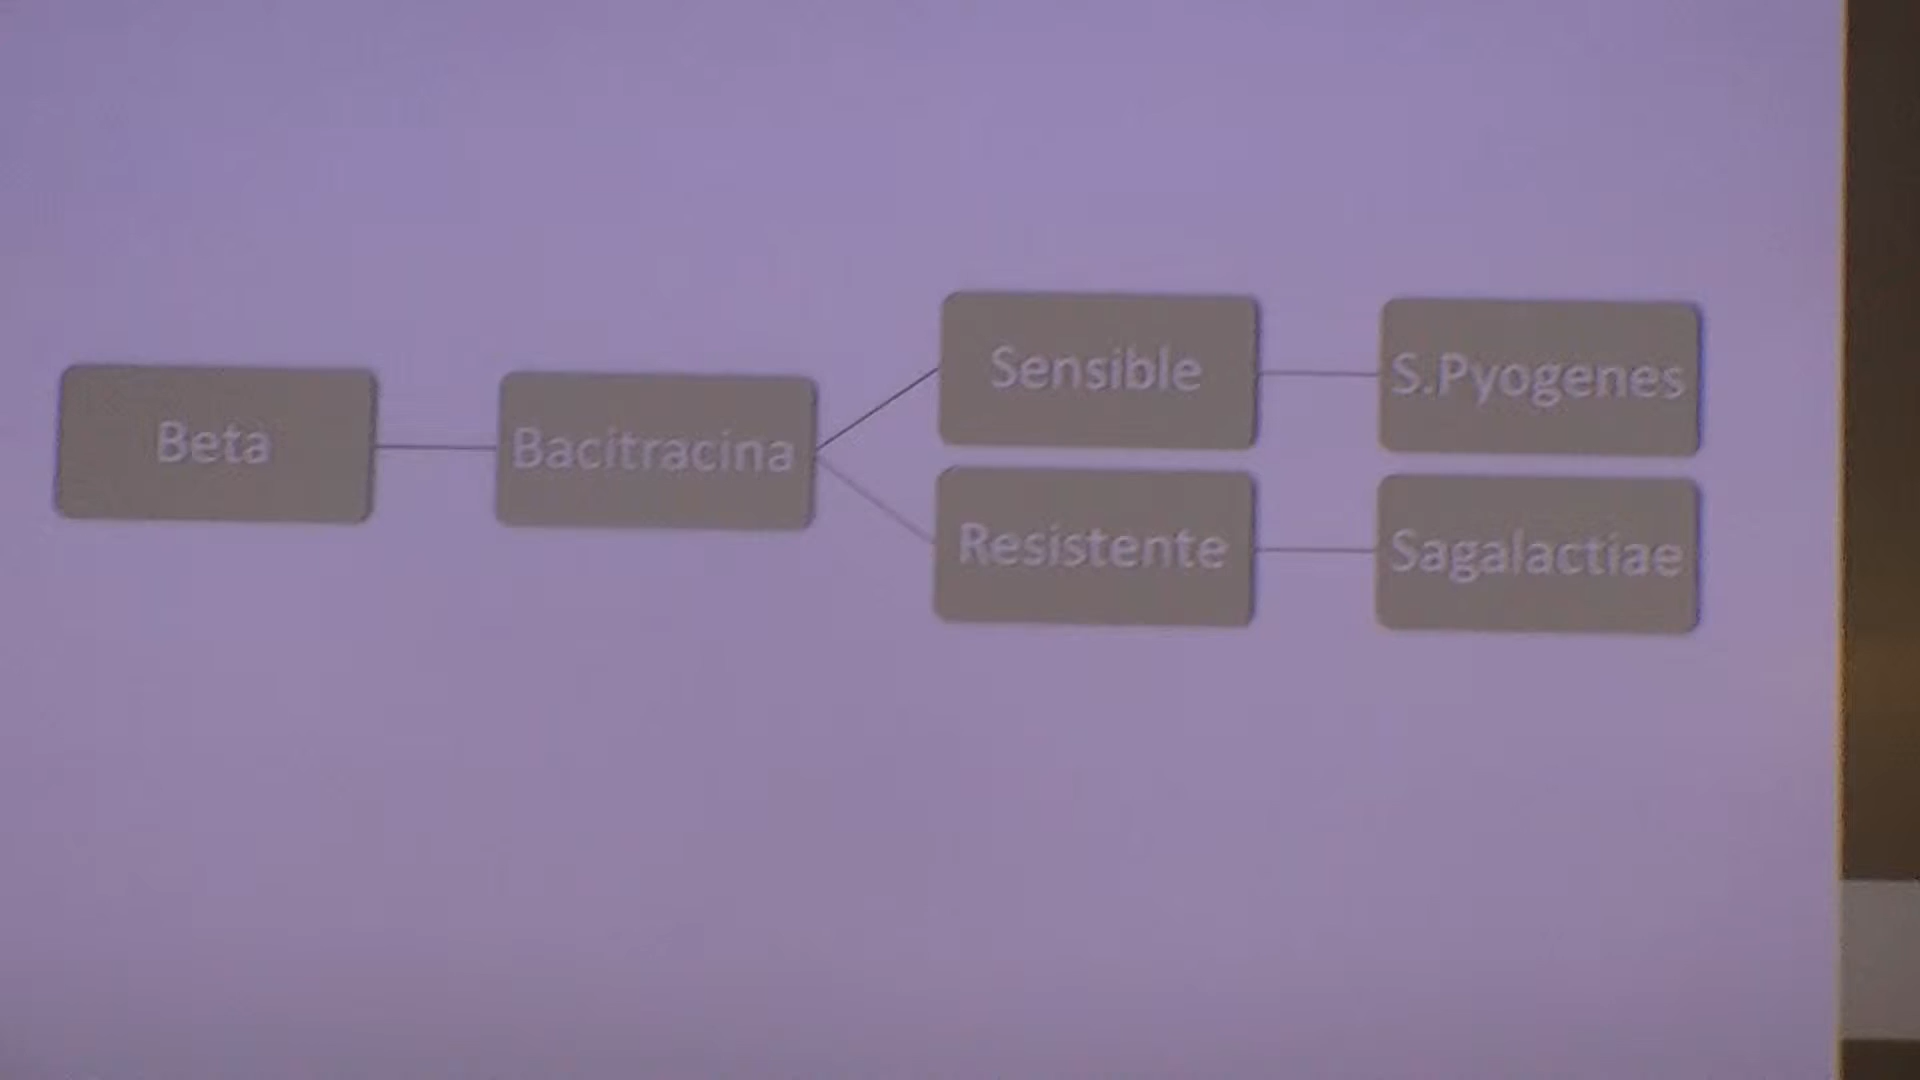 Beta
Bacitracina
Sensible
S.Pyogenes
Resistente
Sagalactiae